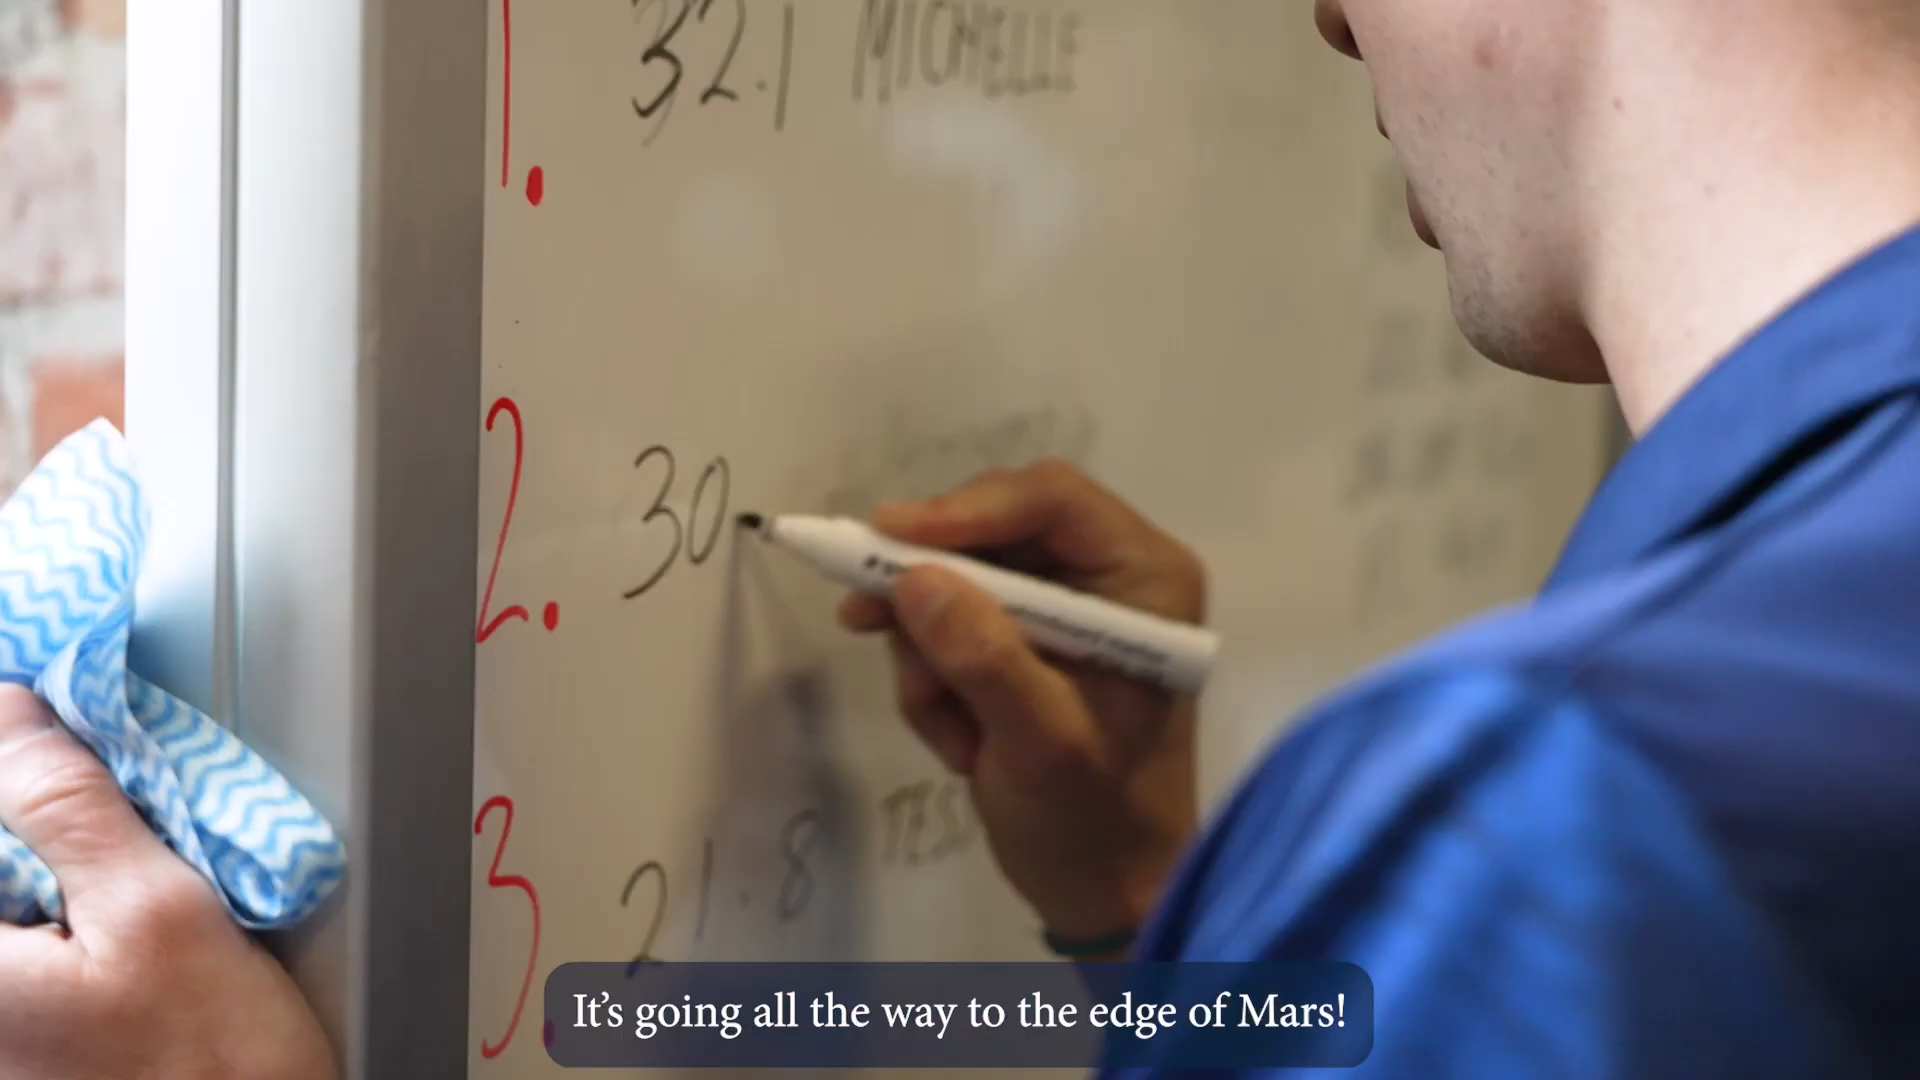 1. 32.1 MICHELLE
2. 30
3. 21.8 TESS
It's going all the way to the edge of Mars!